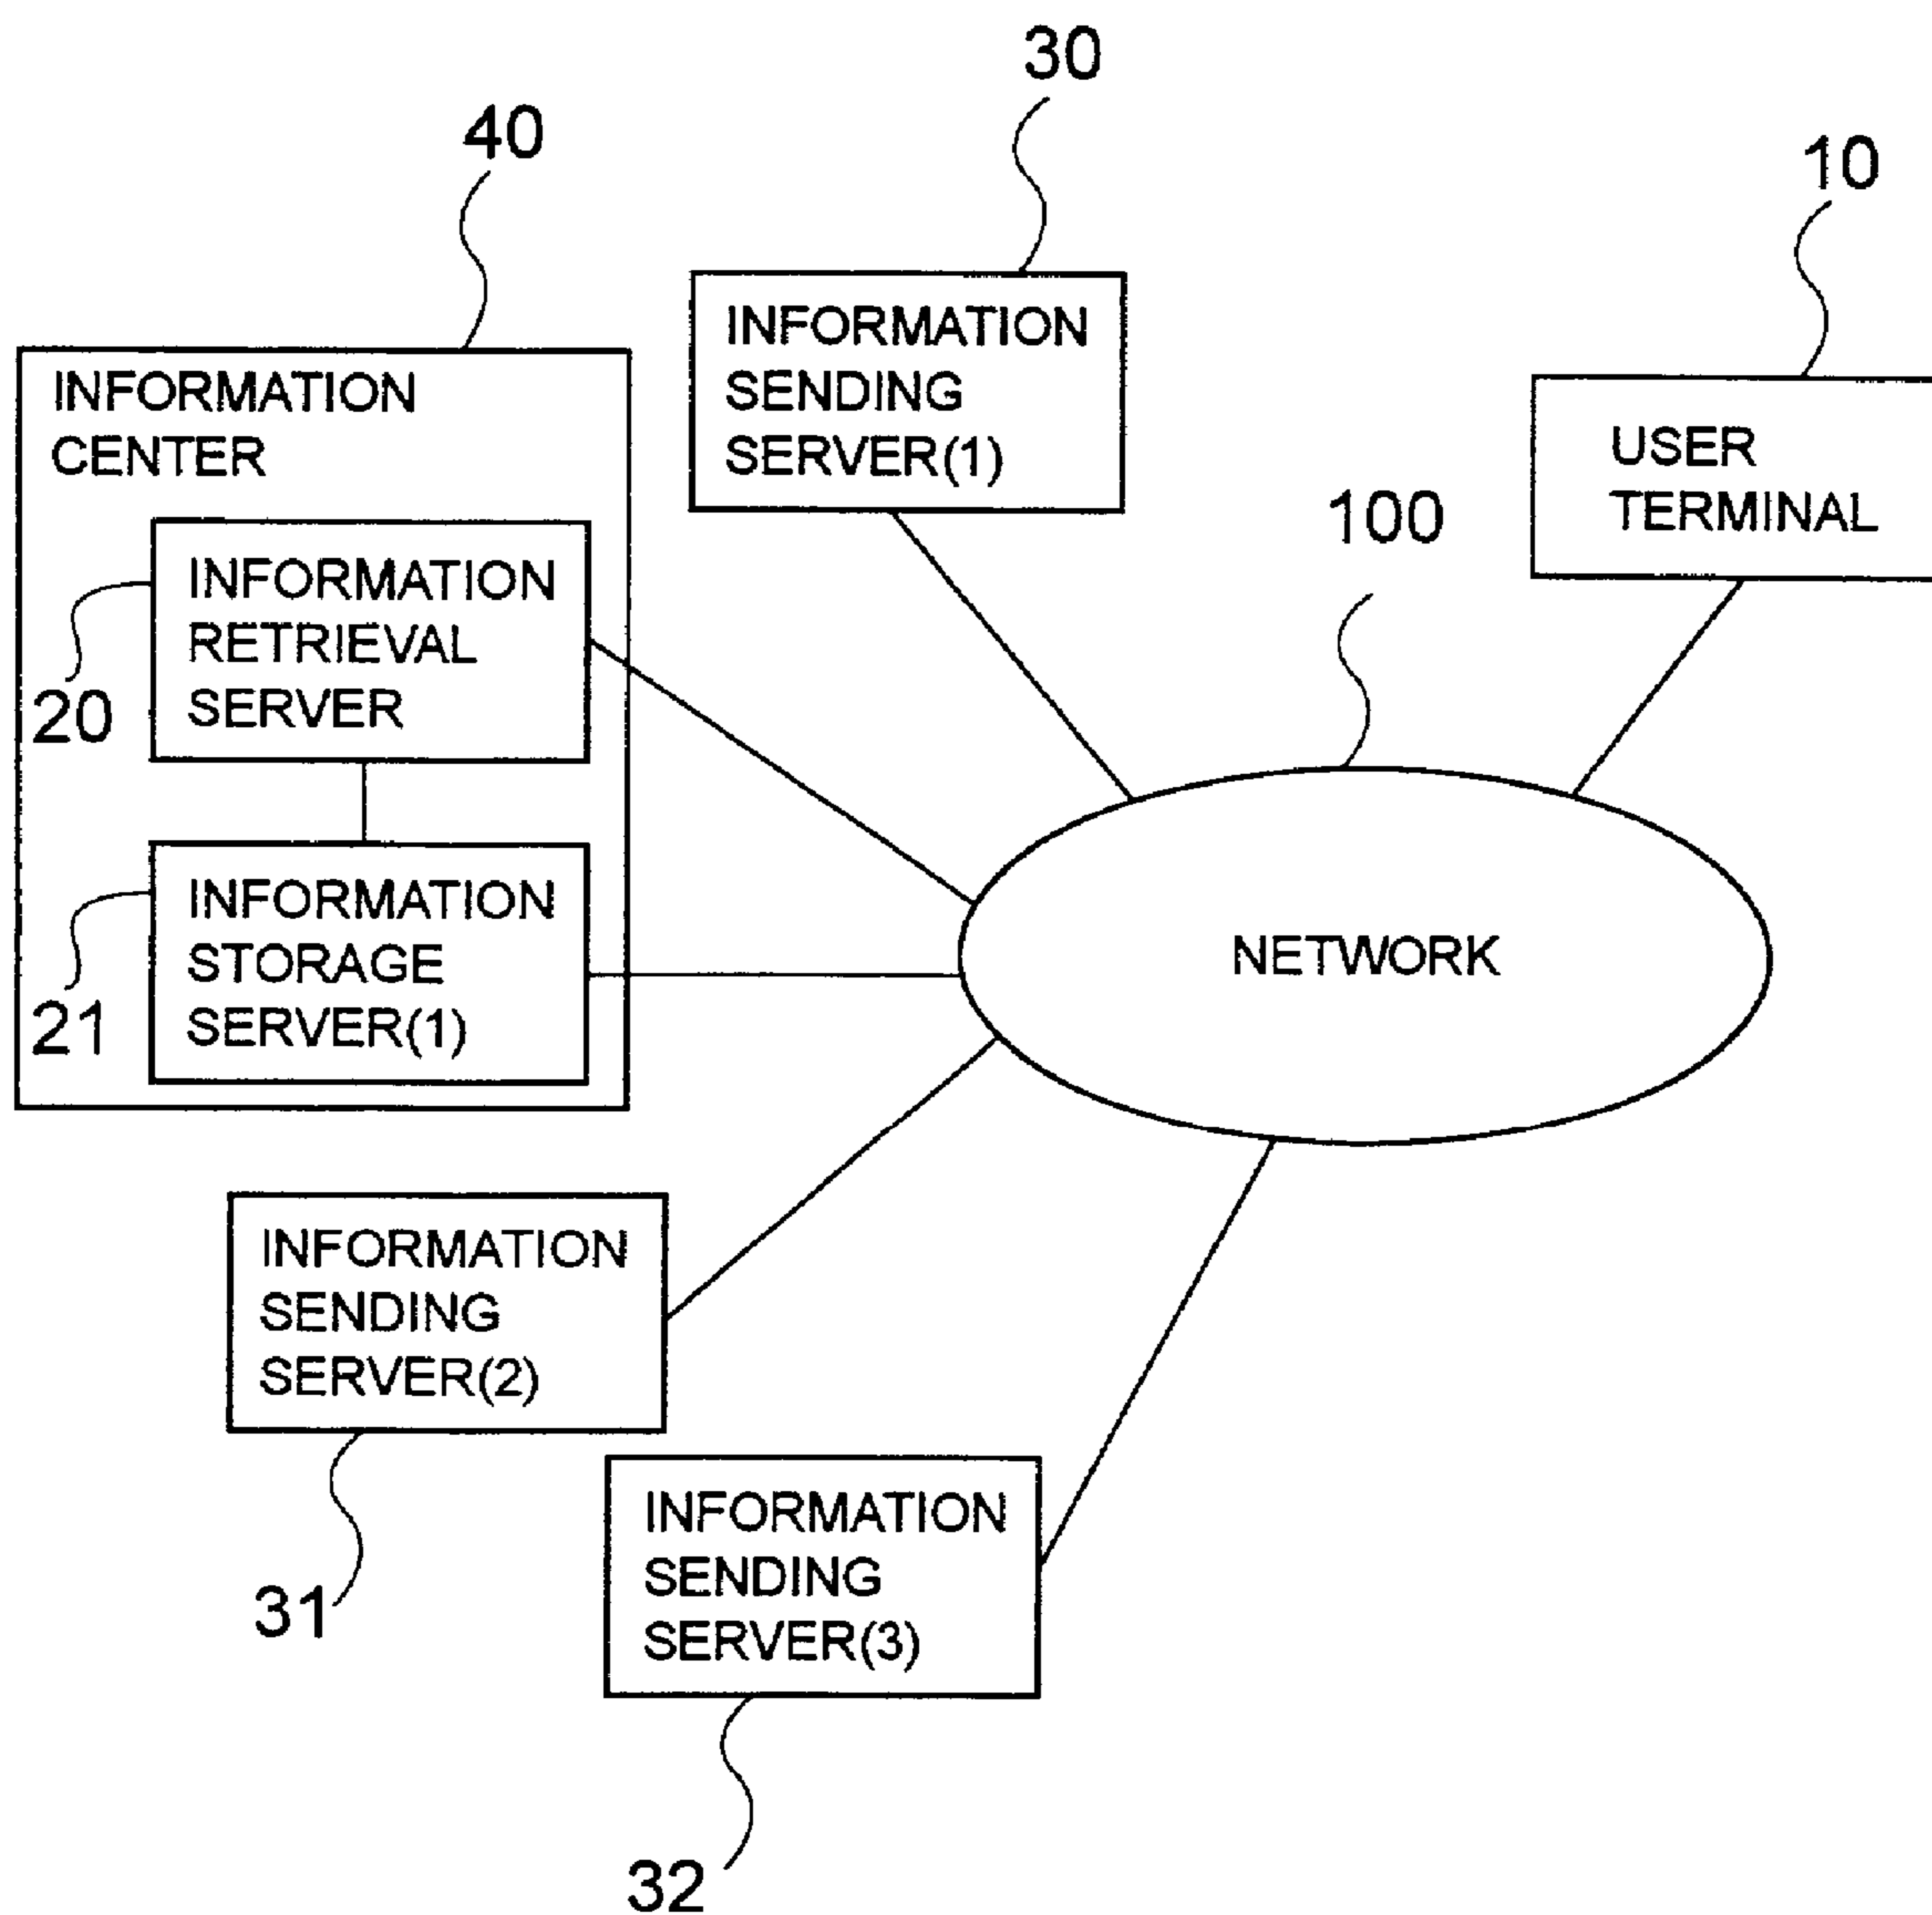 30
40
10
INFORMATION
SENDING
SERVER(1)
INFORMATION
CENTER
USER
TERMINAL
100
INFORMATION
RETRIEVAL
SERVER
20
INFORMATION
STORAGE
SERVER(1)
21
NETWORK
INFORMATION
SENDING
SERVER(2)
31
INFORMATION
SENDING
SERVER(3)
32